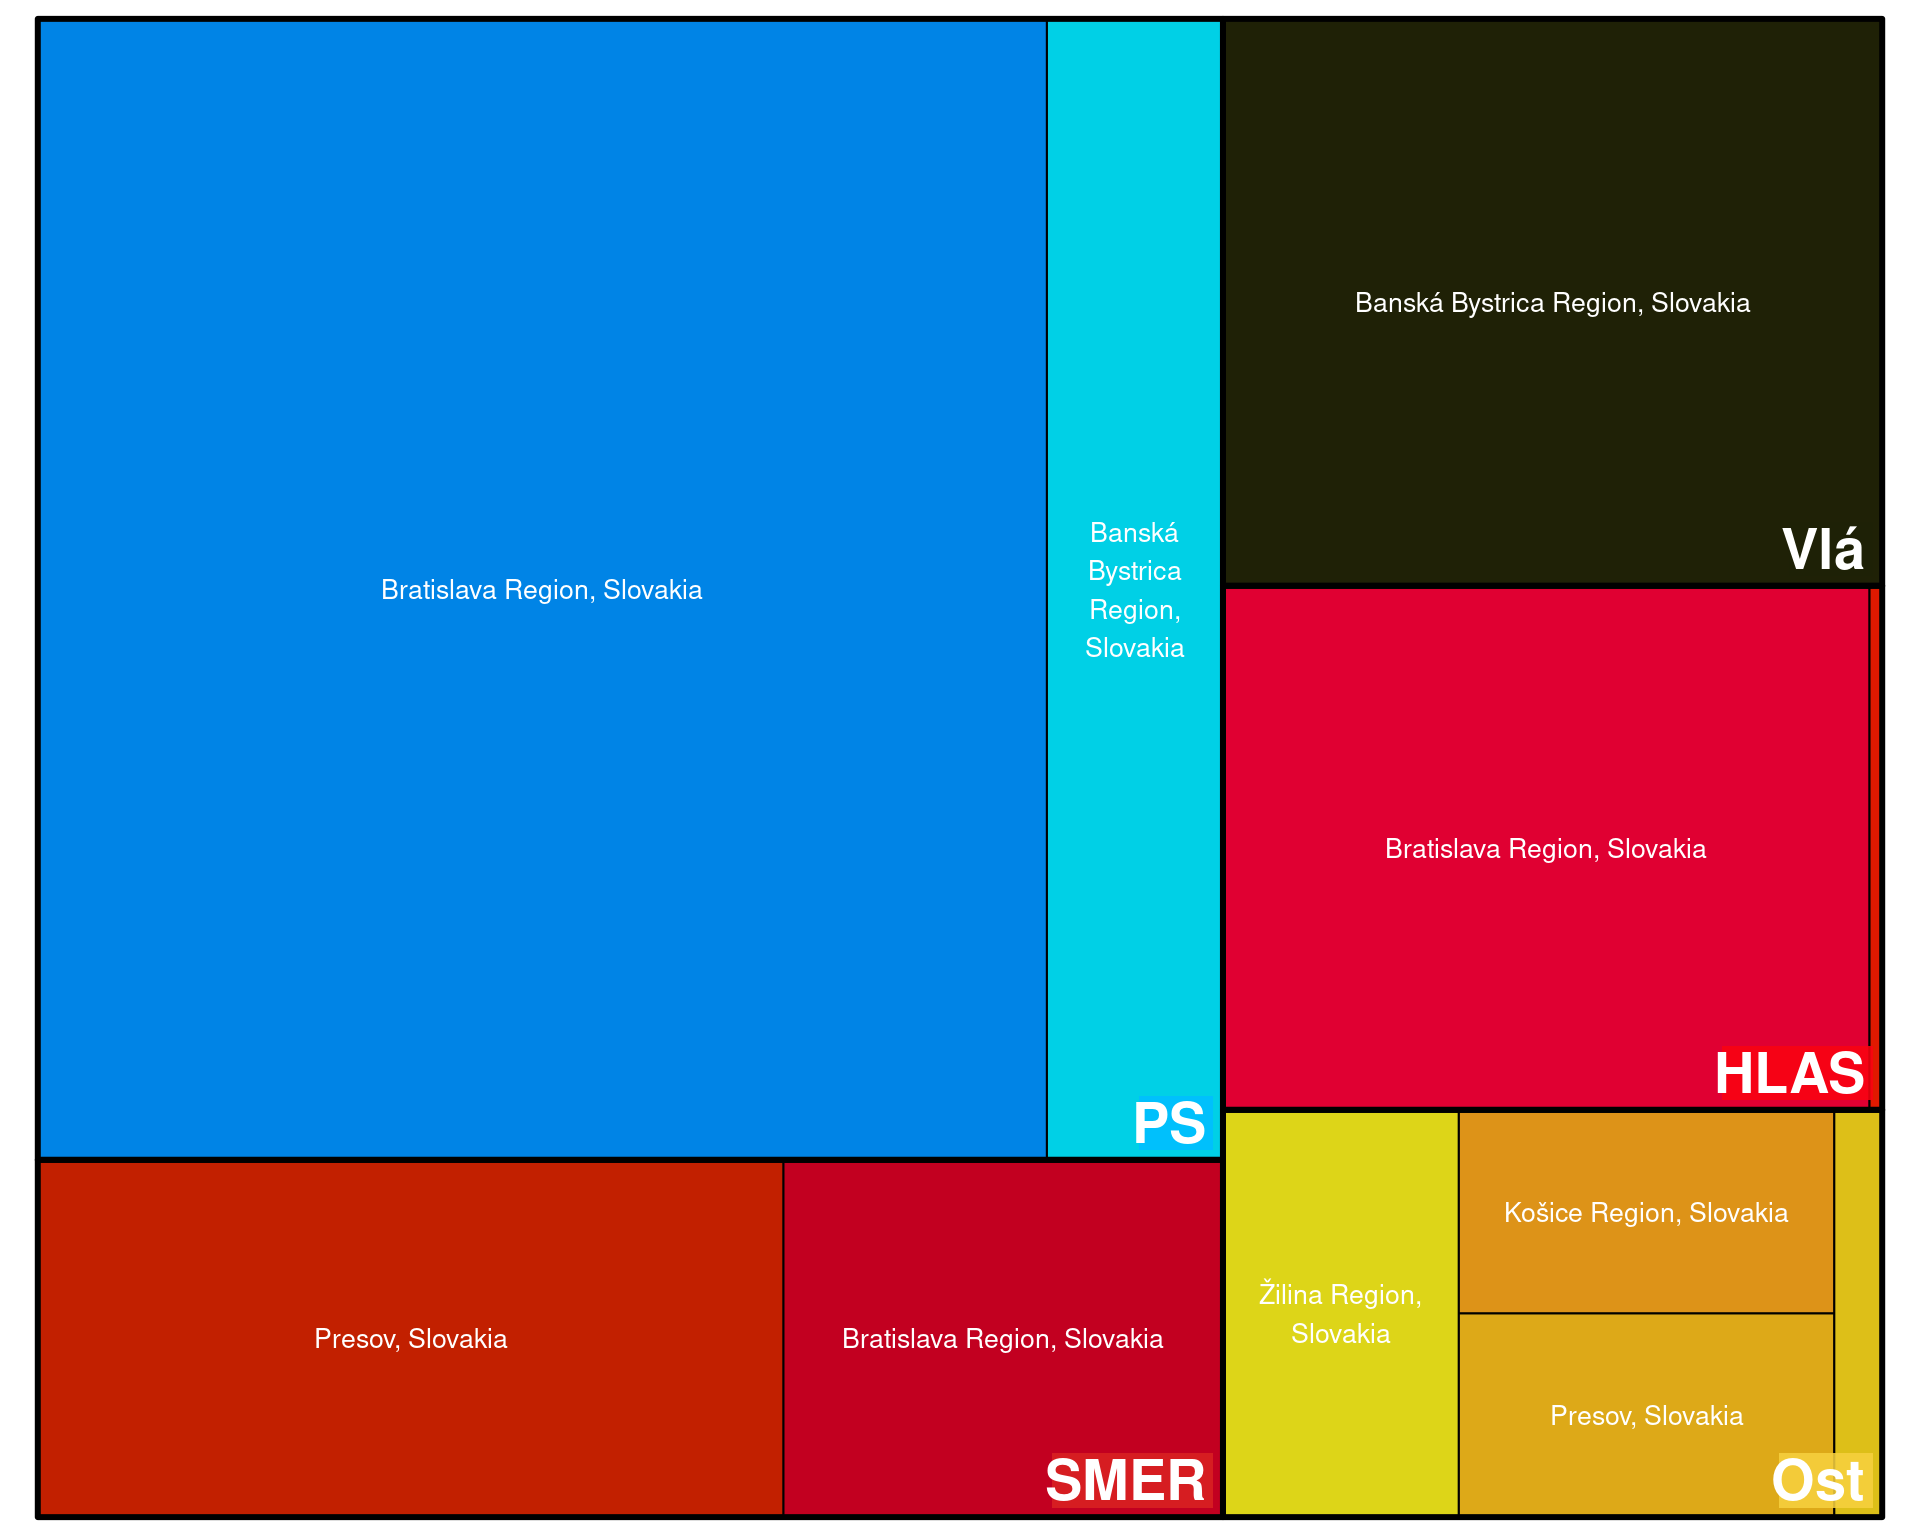 Bratislava Region, Slovakia
Banská
Bystrica
Region,
Slovakia
PS
Banská Bystrica Region, Slovakia
Vlá
Bratislava Region, Slovakia
HLAS
Presov, Slovakia
Bratislava Region, Slovakia
SMER
Žilina Region,
Slovakia
Košice Region, Slovakia
Presov, Slovakia
Ost